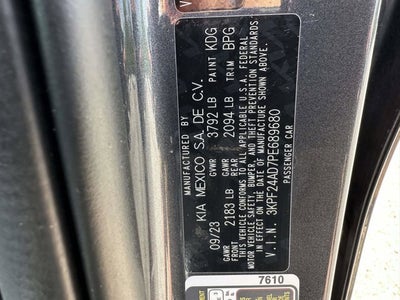 MANUFACTURED BY
KIA MEXICO S.A. DE C.V.
09/23 GVWR 3792 LB PAINT KDG
GAWR FRONT 2183 LB GAWR REAR 2094 LB TRIM BPG
THIS VEHICLE CONFORMS TO ALL APPLICABLE U.S.A. FEDERAL
MOTOR VEHICLE SAFETY, BUMPER, AND THEFT PREVENTION STANDARDS
IN EFFECT ON THE DATE OF MANUFACTURE SHOWN ABOVE.
V.I.N. 3KPF24AD7PE689680
PASSENGER CAR
7610